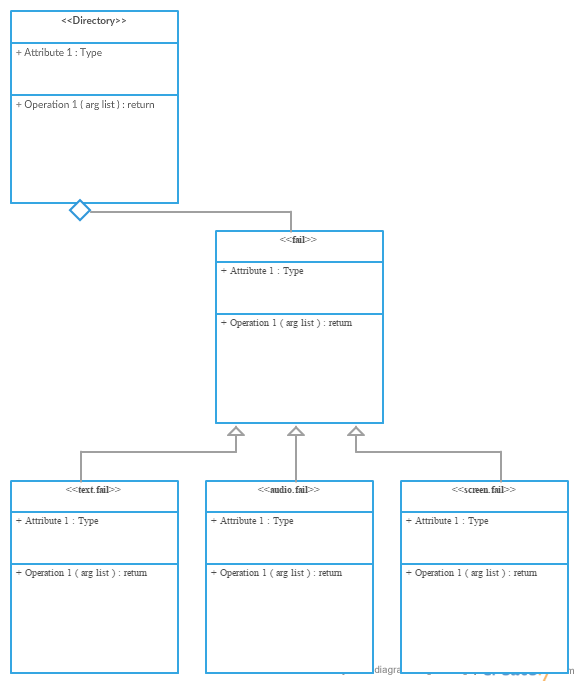 <<Directory>>
+ Attribute 1 : Type
+ Operation 1 ( arg list ) : return
<<fail>>
+ Attribute 1 : Type
+ Operation 1 ( arg list ) : return
<<text.fail>>
+ Attribute 1 : Type
+ Operation 1 ( arg list ) : return
<<audio.fail>>
+ Attribute 1 : Type
+ Operation 1 ( arg list ) : return
<<screen.fail>>
+ Attribute 1 : Type
+ Operation 1 ( arg list ) : return